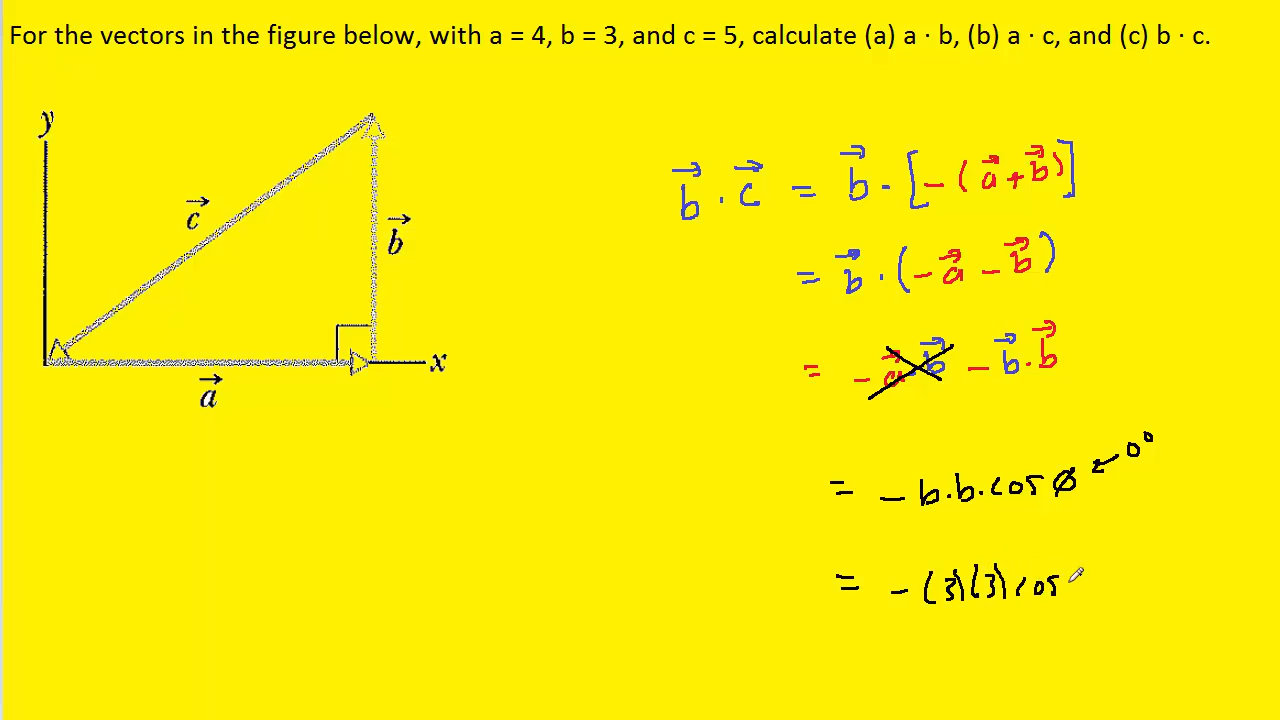 For the vectors in the figure below, with a = 4, b = 3, and c = 5, calculate (a) a · b, (b) a · c, and (c) b · c.
y
c⃗
b⃗
x
a⃗
b⃗ · c⃗ = b⃗ · [-(a⃗ + b⃗)]
= b⃗ · (-a⃗ - b⃗)
= -a⃗ · b⃗ - b⃗ · b⃗
= -b.b.cos ϕ ← 0°
= -(3)(3) cos